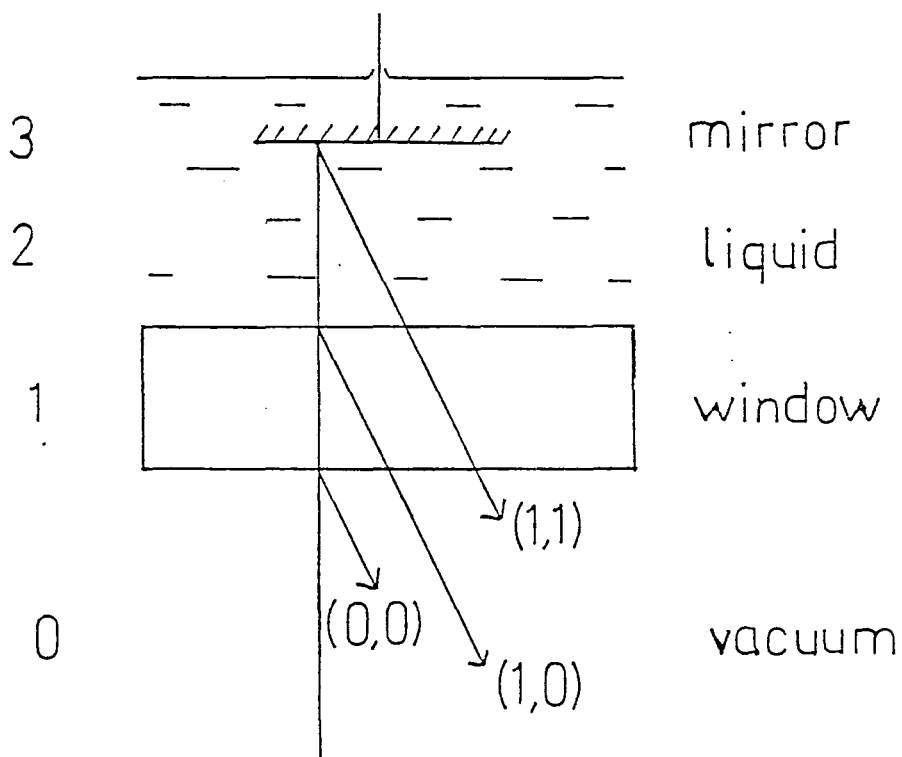 3 mirror
2 liquid
1 window
(1,1)
(0,0)
0 vacuum
(1,0)